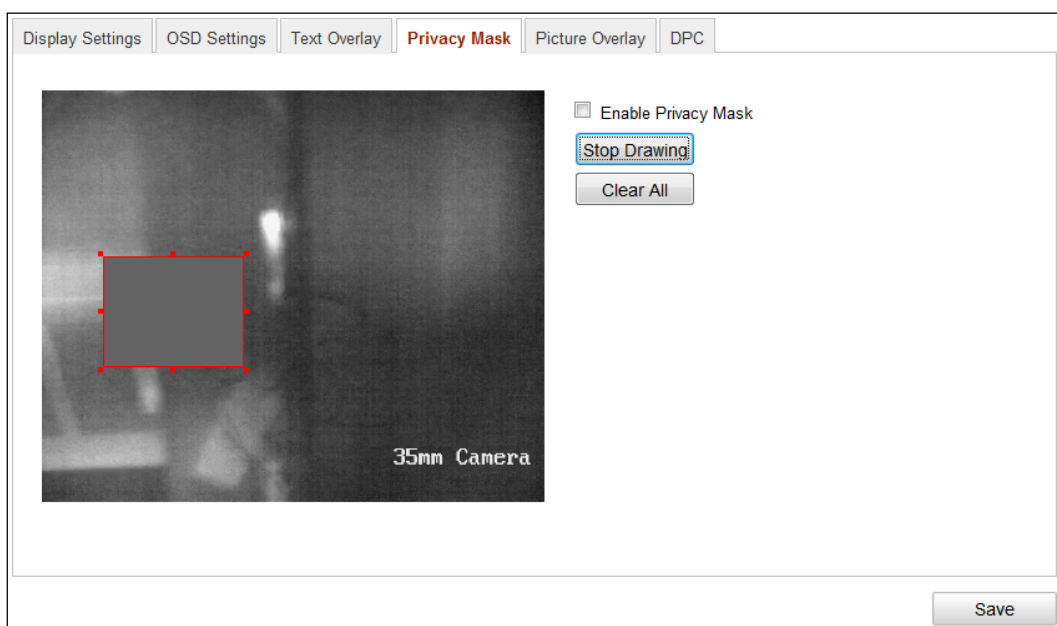 Display Settings OSD Settings Text Overlay Privacy Mask Picture Overlay DPC
Enable Privacy Mask
Stop Drawing
Clear All
35mm Camera
Save